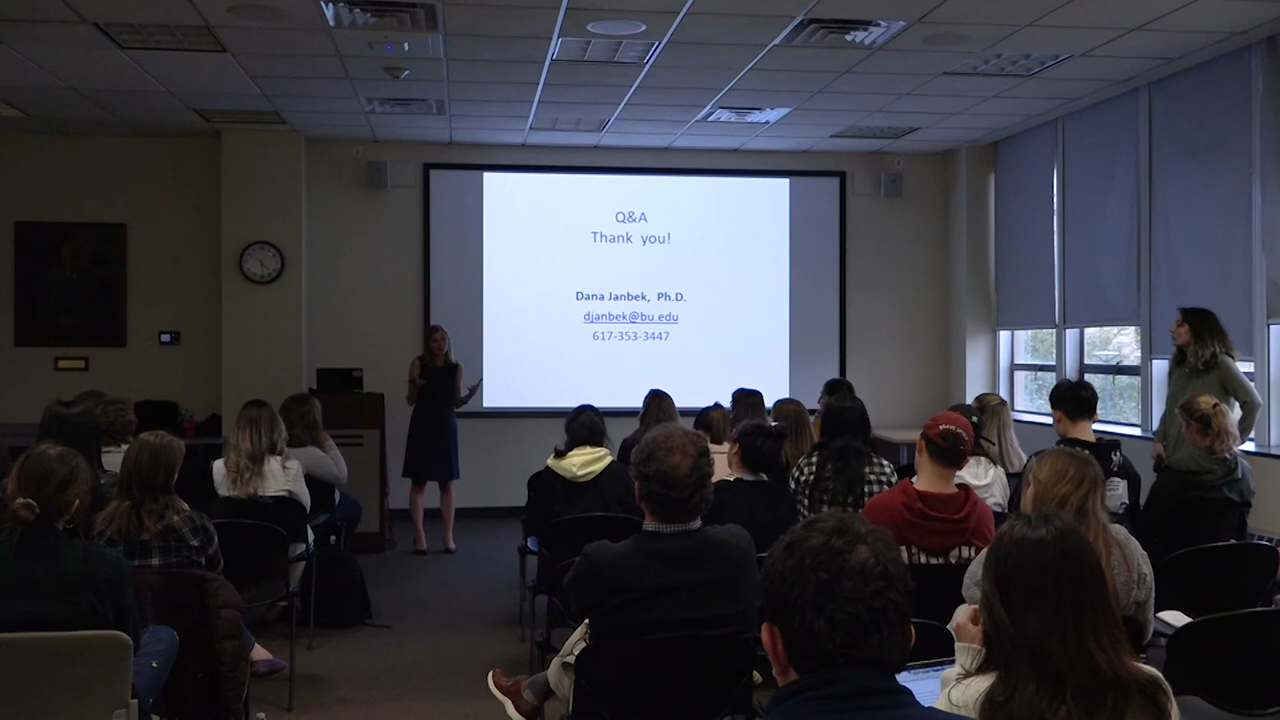 Q&A
Thank you!
Dana Janbek, Ph.D.
djanbek@bu.edu
617-353-3447